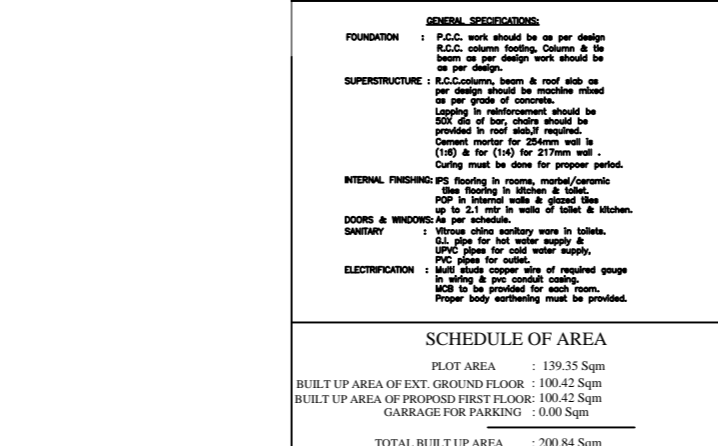 GENERAL SPECIFICATIONS:
FOUNDATION : P.C.C. work should be as per design
R.C.C. column footing, Column & tie
beam as per design work should be
as per design.
SUPERSTRUCTURE : R.C.C.column, beam & roof slab as
per design should be machine mixed
as per grade of concrete.
Lapping in reinforcement should be
50X dia of bar, chairs should be
provided in roof slab,if required.
Cement mortar for 254mm wall is
(1:6) & for (1:4) for 217mm wall .
Curing must be done for propoer period.
INTERNAL FINISHING: IPS flooring in rooms, marbel/ceramic
tiles flooring in kitchen & toilet.
POP in internal walls & glazed tiles
up to 2.1 mtr in walla of toilet & kitchen.
DOORS & WINDOWS: As per schedule.
SANITARY : Vitrous china sanitary ware in toilets.
G.I. pipe for hot water supply &
UPVC pipes for cold water supply,
PVC pipes for outlet.
ELECTRIFICATION : Multi studs copper wire of required gauge
in wiring & pvc conduit casing.
MCB to be provided for each room.
Proper body earthening must be provided.
SCHEDULE OF AREA
PLOT AREA : 139.35 Sqm
BUILT UP AREA OF EXT. GROUND FLOOR : 100.42 Sqm
BUILT UP AREA OF PROPOSD FIRST FLOOR: 100.42 Sqm
GARRAGE FOR PARKING : 0.00 Sqm
TOTAL BUILT UP AREA : 200.84 Sqm